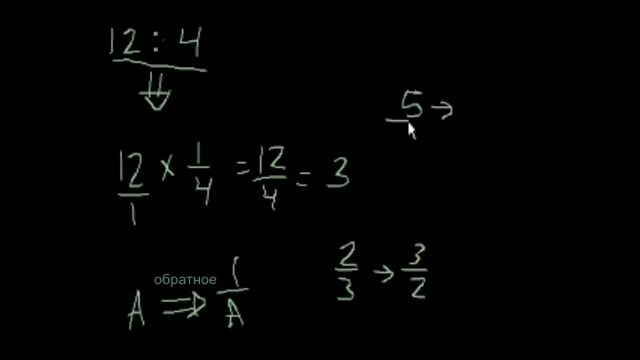 12 : 4
5 →
12/1 × 1/4 = 12/4 = 3
A ⇒ 1/A
обратное
2/3 → 3/2